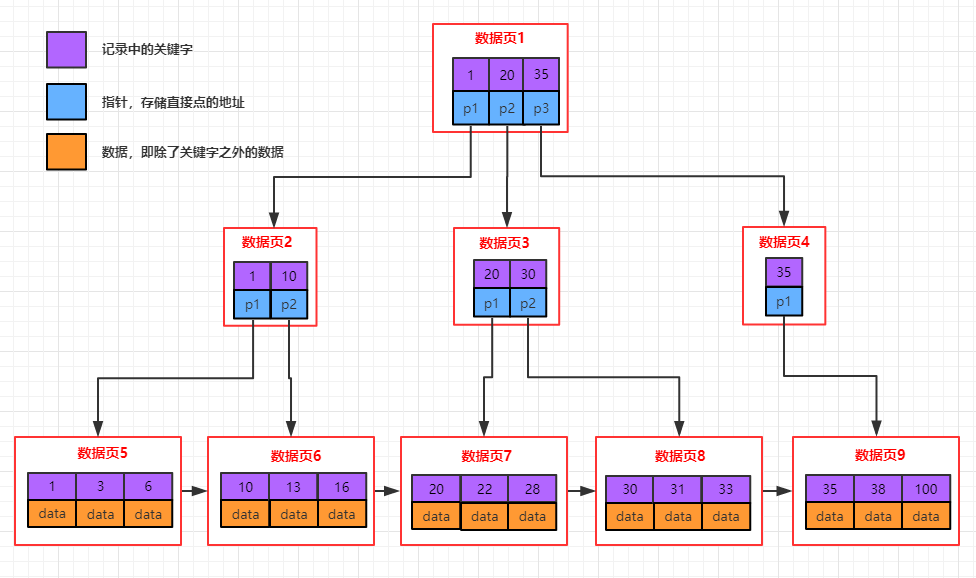 数据页1
记录中的关键字
1 20 35
指针，存储直接点的地址
p1 p2 p3
数据，即除了关键字之外的数据
数据页2
数据页3
数据页4
1 10
20 30
35
p1 p2
p1 p2
p1
数据页5
数据页6
数据页7
数据页8
数据页9
1 3 6
10 13 16
20 22 28
30 31 33
35 38 100
data data data
data data data
data data data
data data data
data data data